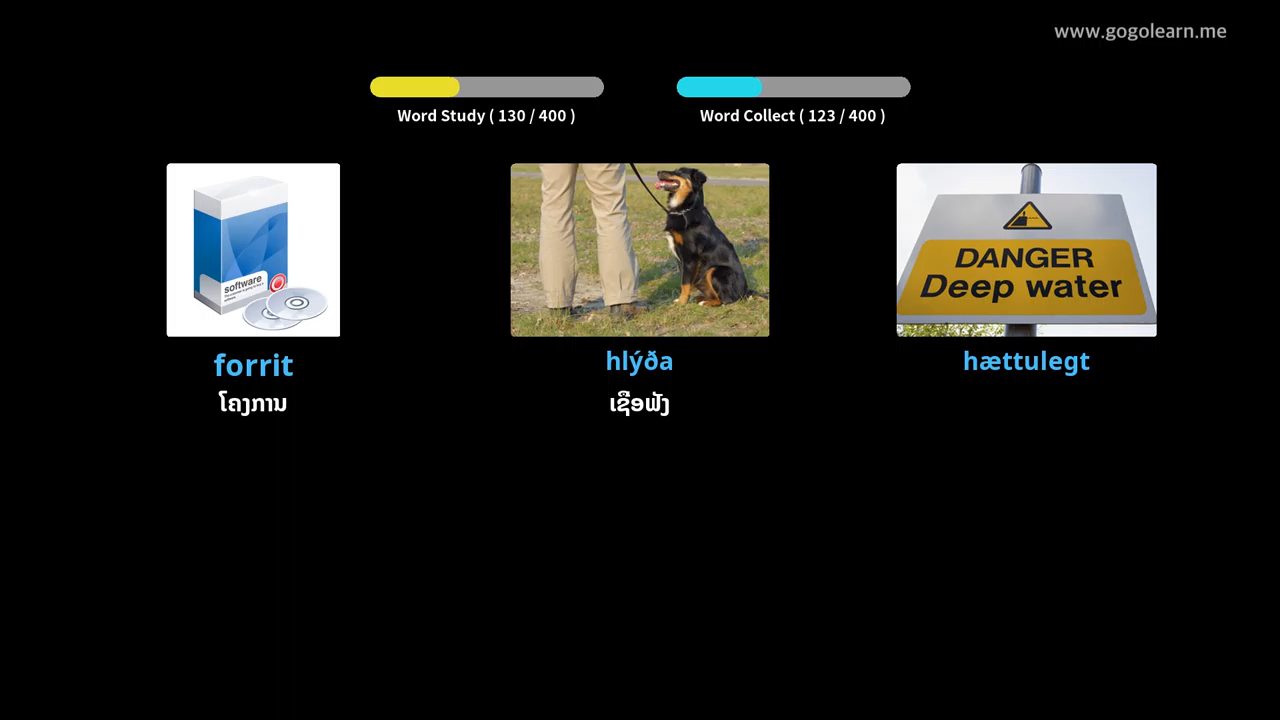 www.gogolearn.me
Word Study ( 130 / 400 )
Word Collect ( 123 / 400 )
software
DANGER
Deep water
forrit
hlýða
hættulegt
ໂຄງການ
ເຊື່ອຟັງ